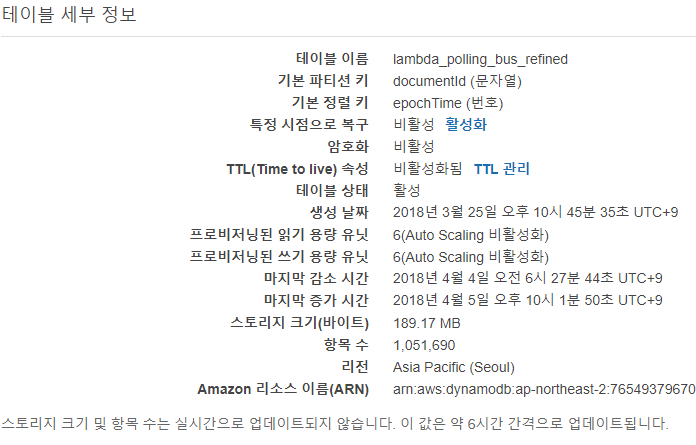 테이블 세부 정보
테이블 이름 lambda_polling_bus_refined
기본 파티션 키 documentId (문자열)
기본 정렬 키 epochTime (번호)
특정 시점으로 복구 비활성 활성화
암호화 비활성
TTL(Time to live) 속성 비활성화됨 TTL 관리
테이블 상태 활성
생성 날짜 2018년 3월 25일 오후 10시 45분 35초 UTC+9
프로비저닝된 읽기 용량 유닛 6(Auto Scaling 비활성화)
프로비저닝된 쓰기 용량 유닛 6(Auto Scaling 비활성화)
마지막 감소 시간 2018년 4월 4일 오전 6시 27분 44초 UTC+9
마지막 증가 시간 2018년 4월 5일 오후 10시 1분 50초 UTC+9
스토리지 크기(바이트) 189.17 MB
항목 수 1,051,690
리전 Asia Pacific (Seoul)
Amazon 리소스 이름(ARN) arn:aws:dynamodb:ap-northeast-2:76549379670
스토리지 크기 및 항목 수는 실시간으로 업데이트되지 않습니다. 이 값은 약 6시간 간격으로 업데이트됩니다.